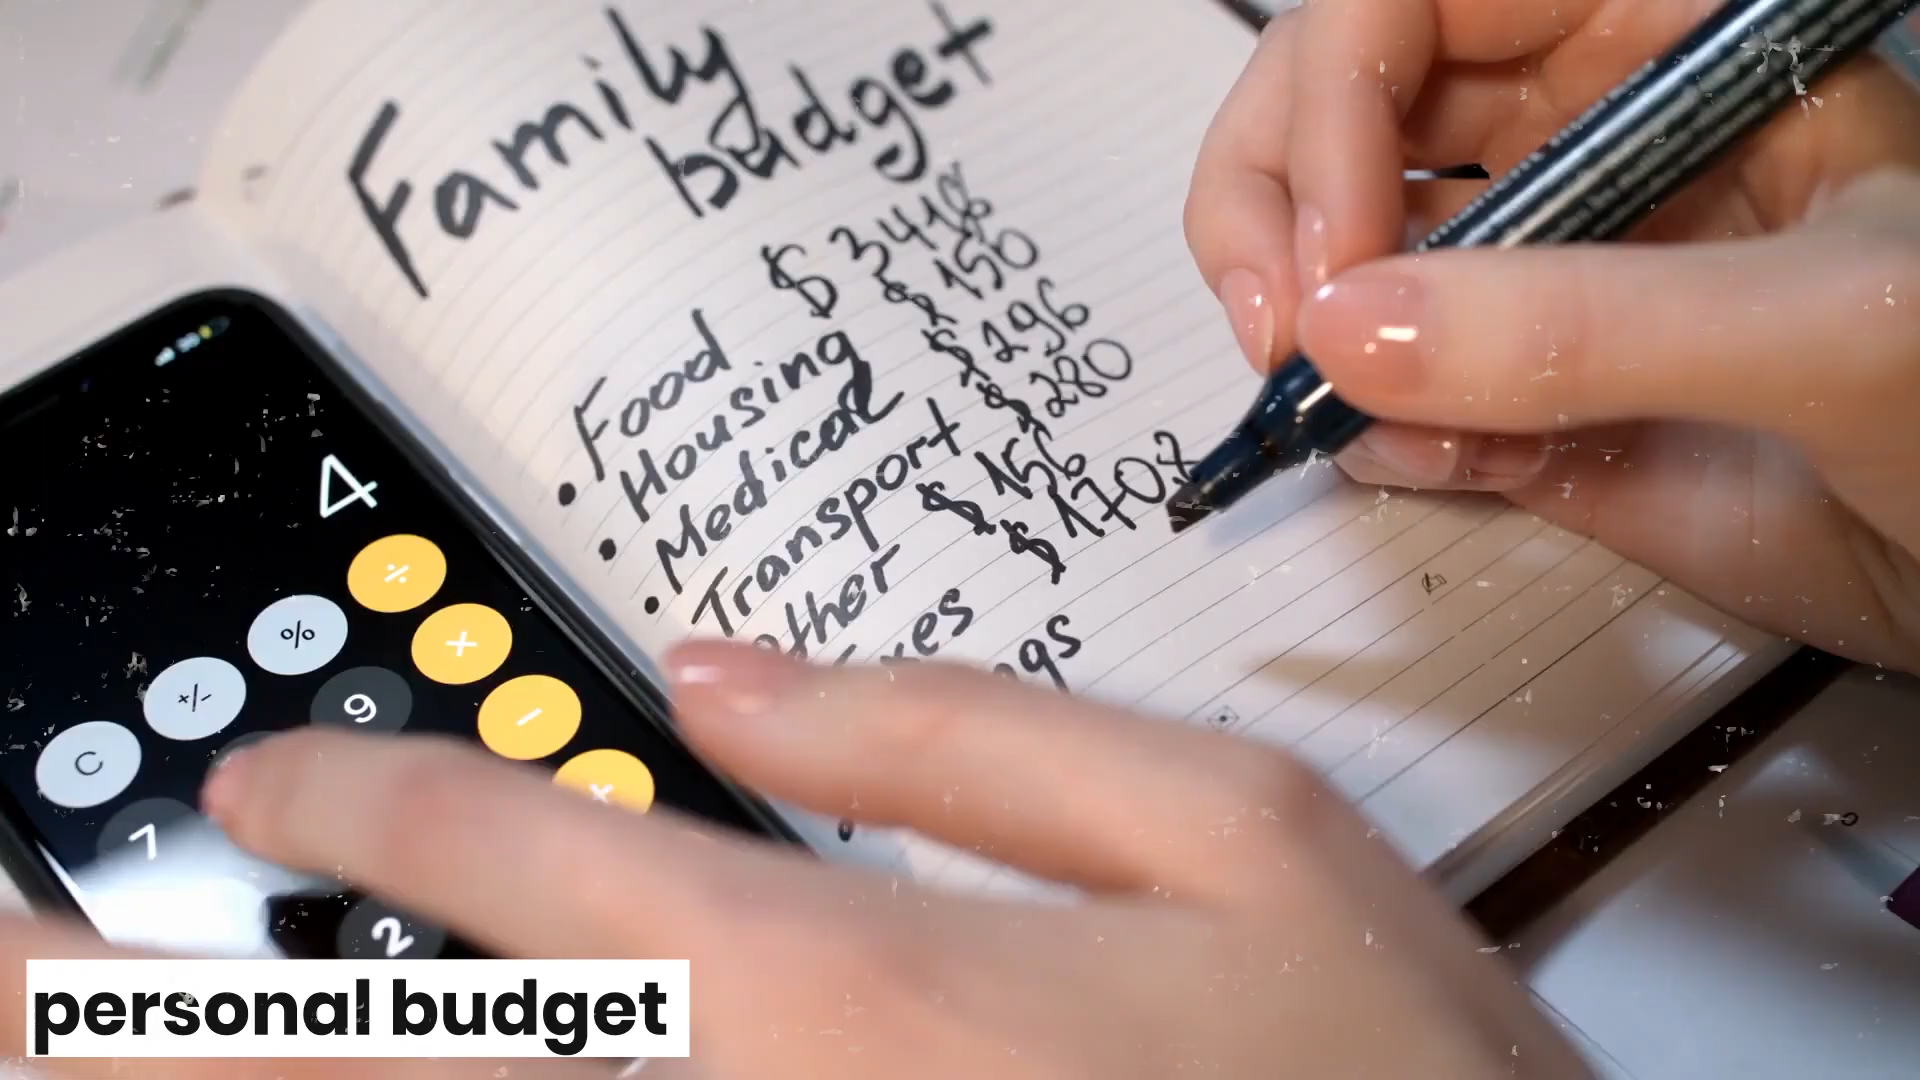 Family
budget
Food $ 3418
Housing $ 150
Medical $ 296
Transport $ 280
other $ 156
$ 1708
4
C +/- % ÷
7 9 ×
−
+
2
personal budget